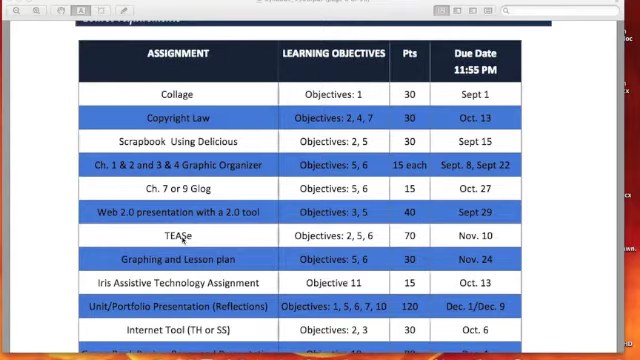 ASSIGNMENT LEARNING OBJECTIVES Pts Due Date
11:55 PM
Collage Objectives: 1 30 Sept 1
Copyright Law Objectives: 2, 4, 7 30 Oct. 13
Scrapbook Using Delicious Objectives: 2, 5 30 Sept 15
Ch. 1 & 2 and 3 & 4 Graphic Organizer Objectives: 5, 6 15 each Sept. 8, Sept 22
Ch. 7 or 9 Glog Objectives: 5, 6 15 Oct. 27
Web 2.0 presentation with a 2.0 tool Objectives: 3, 5 40 Sept 29
TEASe Objectives: 2, 5, 6 70 Nov. 10
Graphing and Lesson plan Objectives: 5, 6 30 Nov. 24
Iris Assistive Technology Assignment Objective 11 15 Oct. 13
Unit/Portfolio Presentation (Reflections) Objectives: 1, 5, 6, 7, 10 120 Dec. 1/Dec. 9
Internet Tool (TH or SS) Objectives: 2, 3 30 Oct. 6